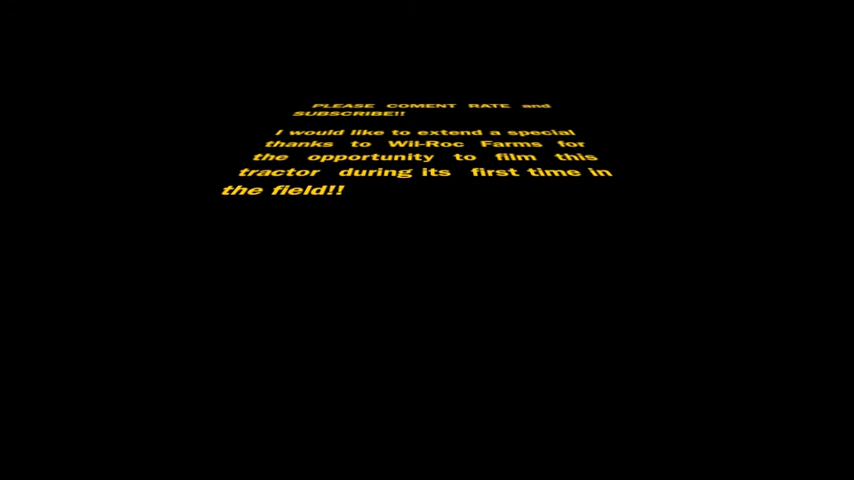 PLEASE COMENT RATE and
SUBSCRIBE!!
I would like to extend a special
thanks to Wil-Roc Farms for
the opportunity to film this
tractor during its first time in
the field!!